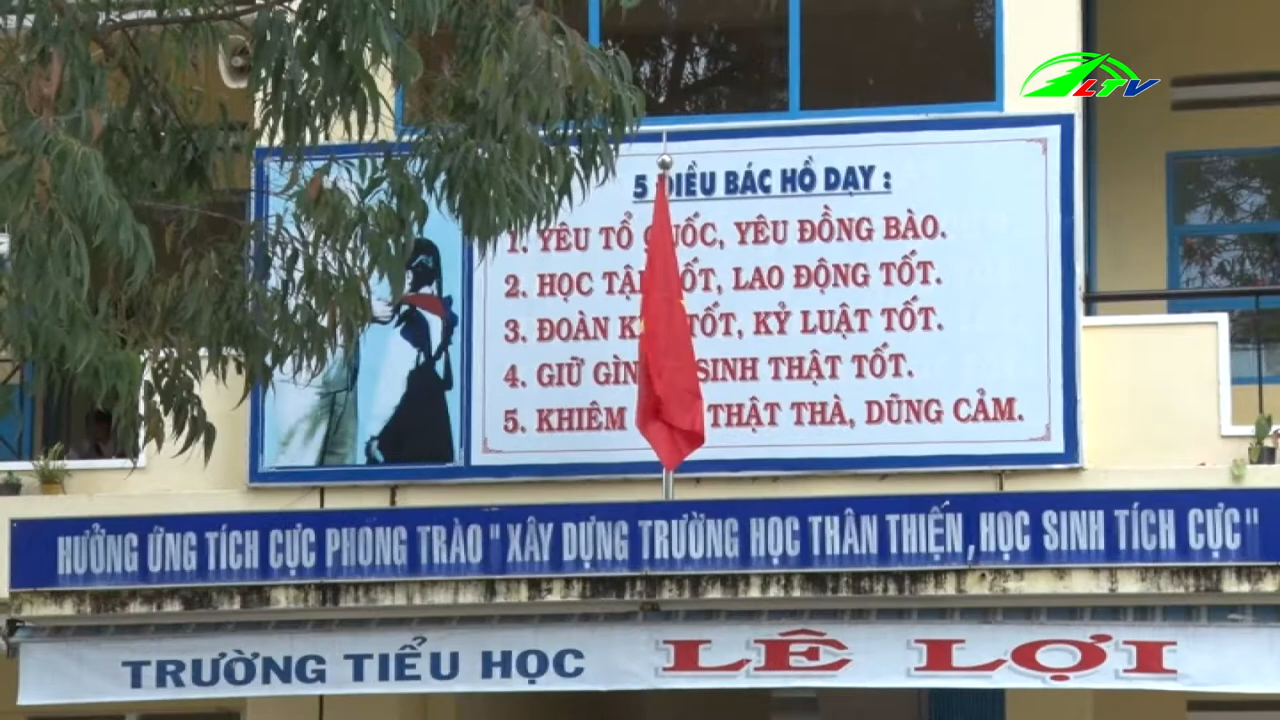 LTV
5 ĐIỀU BÁC HỒ DẠY :
1. YÊU TỔ QUỐC, YÊU ĐỒNG BÀO.
2. HỌC TẬP TỐT, LAO ĐỘNG TỐT.
3. ĐOÀN KẾT TỐT, KỶ LUẬT TỐT.
4. GIỮ GÌN SINH THẬT TỐT.
5. KHIÊM THẬT THÀ, DŨNG CẢM.
HƯỞNG ỨNG TÍCH CỰC PHONG TRÀO "XÂY DỰNG TRƯỜNG HỌC THÂN THIỆN, HỌC SINH TÍCH CỰC"
TRƯỜNG TIỂU HỌC LÊ LỢI